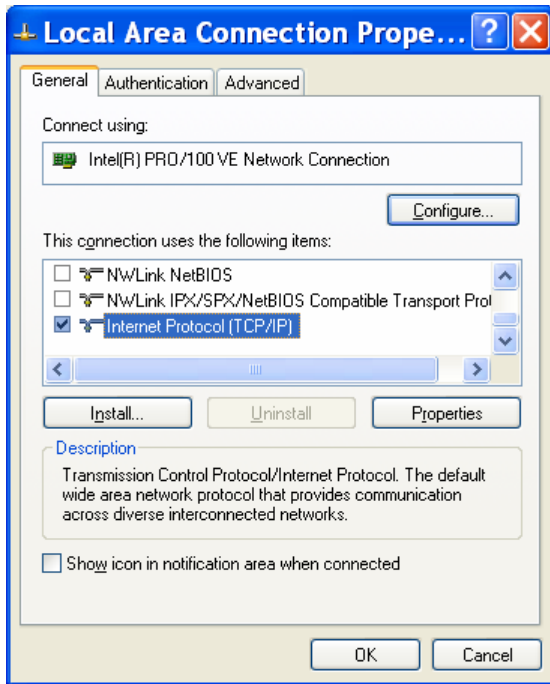 Local Area Connection Prope...
General Authentication Advanced
Connect using:
Intel(R) PRO/100 VE Network Connection
Configure...
This connection uses the following items:
NWLink NetBIOS
NWLink IPX/SPX/NetBIOS Compatible Transport Prot
Internet Protocol (TCP/IP)
Install... Uninstall Properties
Description
Transmission Control Protocol/Internet Protocol. The default
wide area network protocol that provides communication
across diverse interconnected networks.
Show icon in notification area when connected
OK Cancel